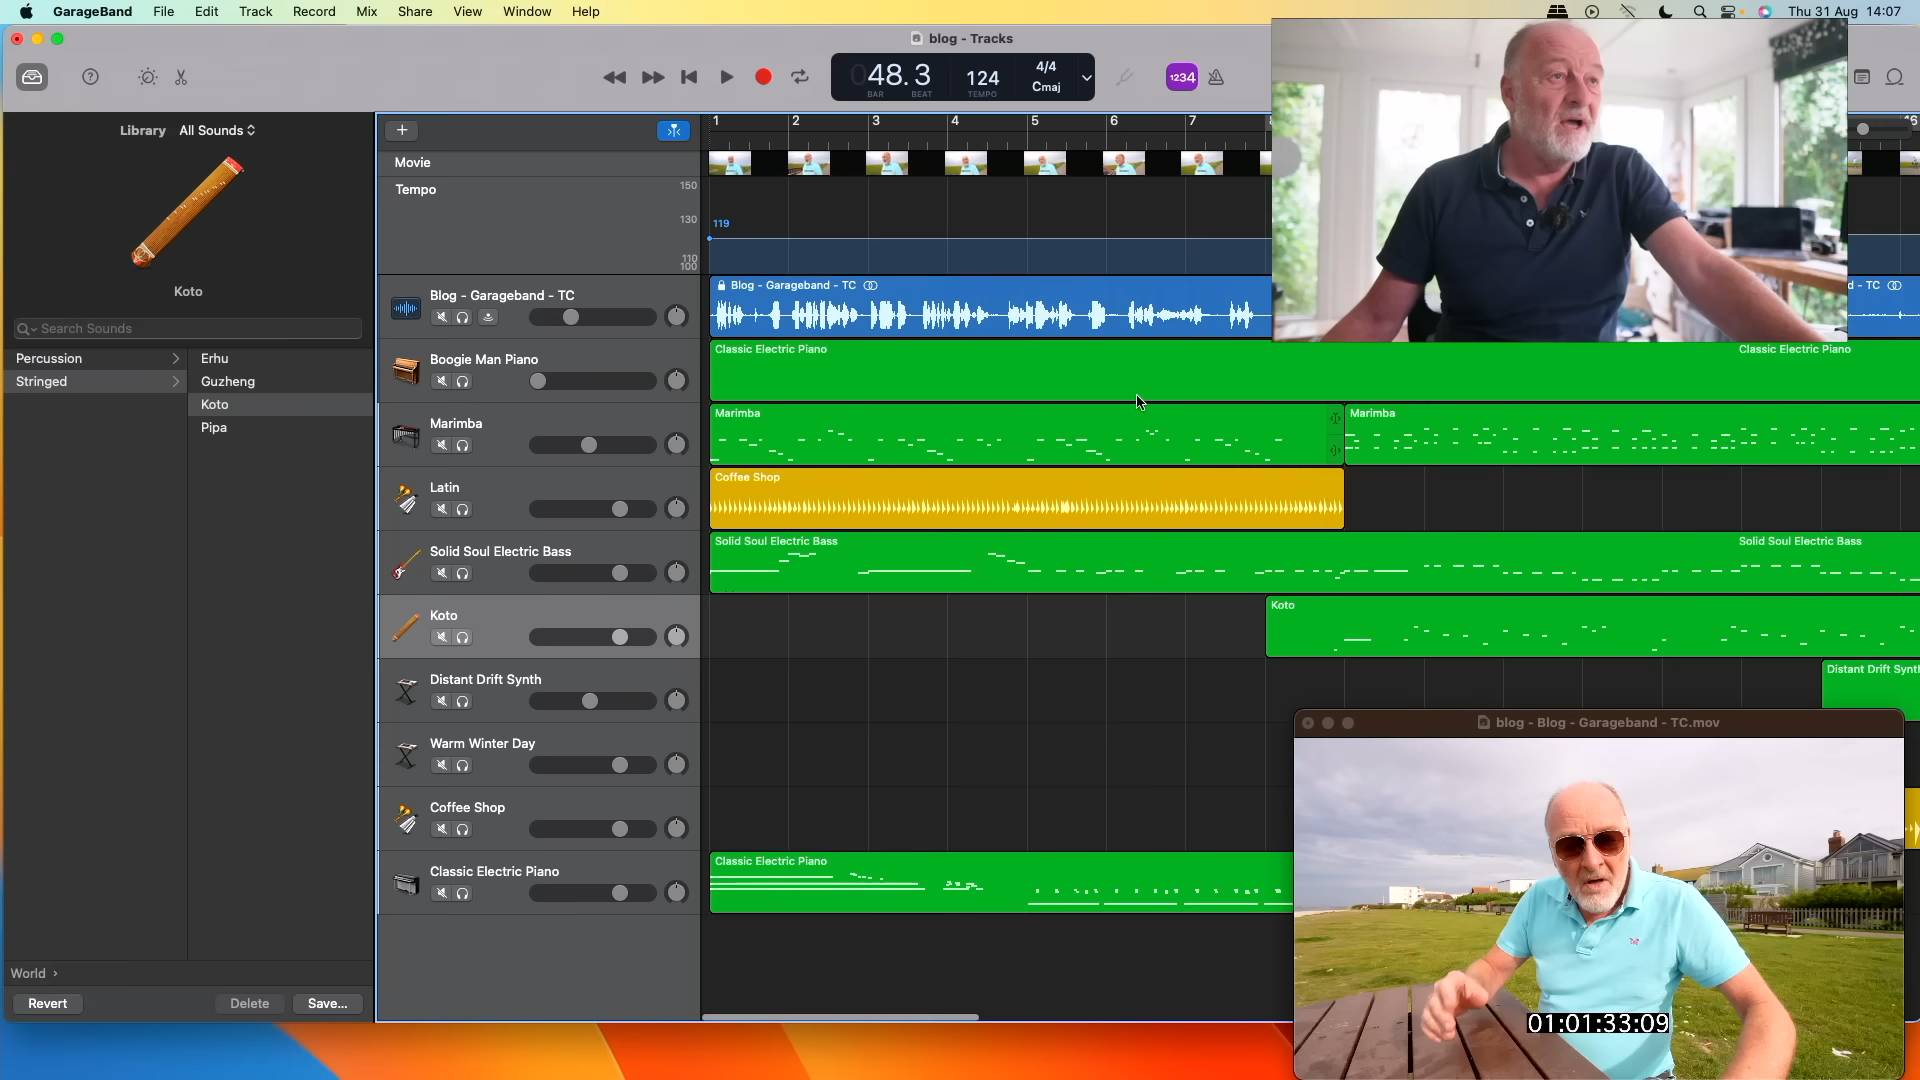 GarageBand File Edit Track Record Mix Share View Window Help
Thu 31 Aug 14:07
blog - Tracks
048.3 124 4/4 Cmaj
BAR BEAT TEMPO
1234
Library All Sounds
Koto
Search Sounds
Percussion
Stringed
Erhu
Guzheng
Koto
Pipa
World
Revert Delete Save...
1 2 3 4 5 6 7 8 16
Movie
Tempo
150
130
110
100
119
Blog - Garageband - TC
Boogie Man Piano
Marimba
Latin
Solid Soul Electric Bass
Koto
Distant Drift Synth
Warm Winter Day
Coffee Shop
Classic Electric Piano
Blog - Garageband - TC
d - TC
Classic Electric Piano Classic Electric Piano
Marimba Marimba
Coffee Shop
Solid Soul Electric Bass Solid Soul Electric Bass
Koto
Distant Drift Synth
Classic Electric Piano
blog - Blog - Garageband - TC.mov
01:01:33:09